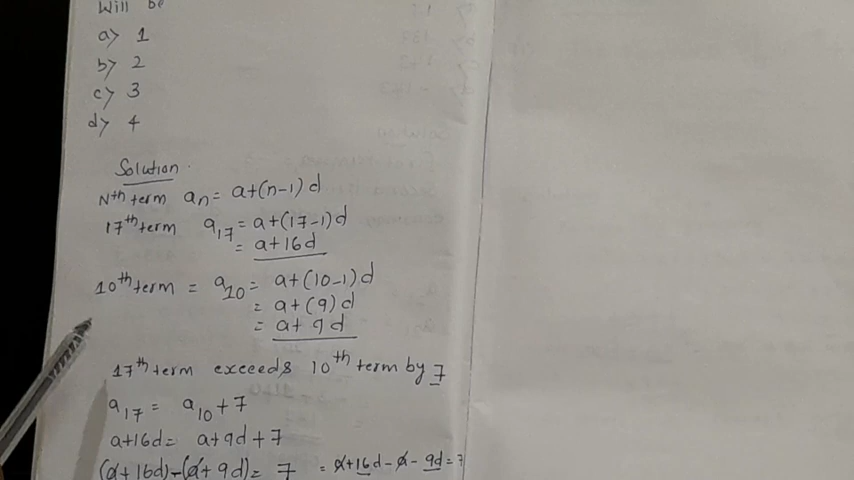 Will be
a> 1
b> 2
c> 3
d> 4
Solution.
Nth term an = a+(n-1) d
17th term a17 = a+(17-1)d
= a+16d
10th term = a10 = a+(10-1)d
= a+(9)d
= a+9d
17th term exceeds 10th term by 7
a17 = a10 + 7
a+16d = a+9d+7
(a+16d)-(a+9d) = 7 = a+16d-a-9d=7